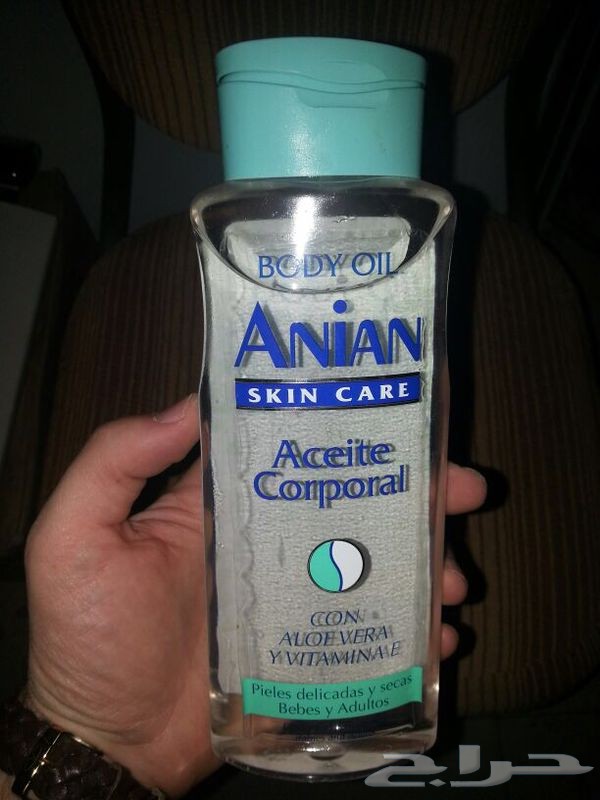 BODY OIL
ANiAN
SKIN CARE
Aceite
Corporal
CON
ALOE VERA
Y VITAMINA E
Pieles delicadas y secas
Bebes y Adultos
حراج